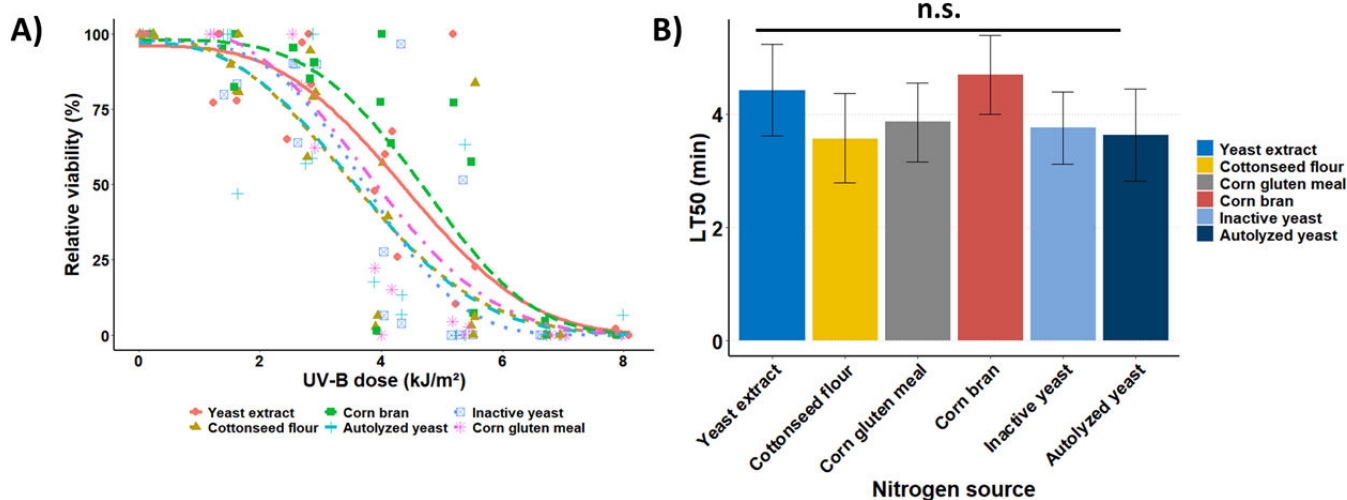 A)
Relative viability (%)
100
75
50
25
0
0 2 4 6 8
UV-B dose (kJ/m²)
Yeast extract Corn bran Inactive yeast
Cottonseed flour Autolyzed yeast Corn gluten meal
B)
n.s.
LT50 (min)
4
2
0
Yeast extract
Cottonseed flour
Corn gluten meal
Corn bran
Inactive yeast
Autolyzed yeast
Nitrogen source
Yeast extract
Cottonseed flour
Corn gluten meal
Corn bran
Inactive yeast
Autolyzed yeast